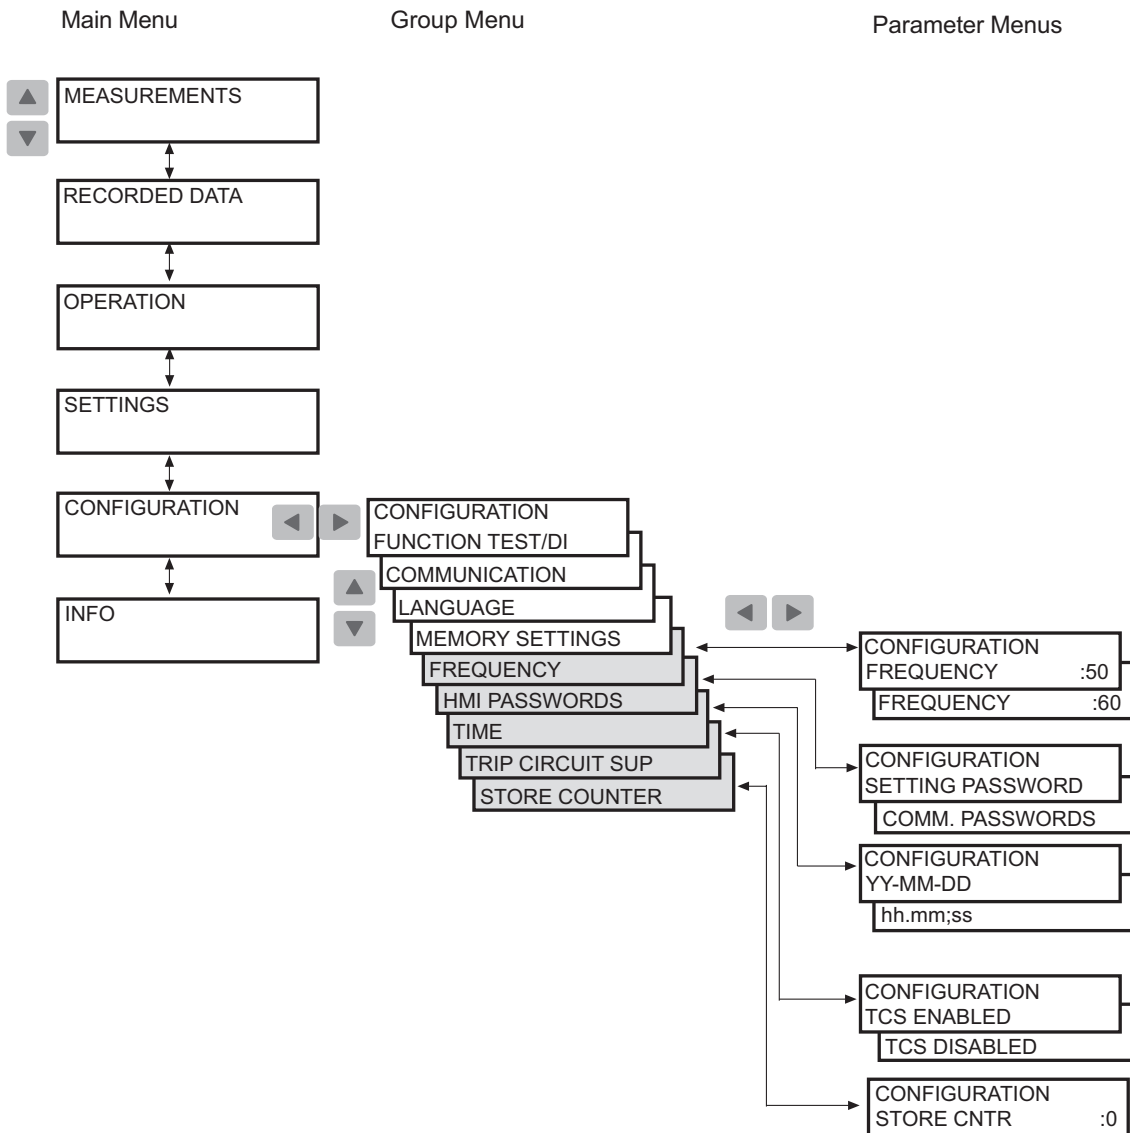 Main Menu
Group Menu
Parameter Menus
MEASUREMENTS
RECORDED DATA
OPERATION
SETTINGS
CONFIGURATION
INFO
CONFIGURATION
FUNCTION TEST/DI
COMMUNICATION
LANGUAGE
MEMORY SETTINGS
FREQUENCY
HMI PASSWORDS
TIME
TRIP CIRCUIT SUP
STORE COUNTER
CONFIGURATION
FREQUENCY :50
FREQUENCY :60
CONFIGURATION
SETTING PASSWORD
COMM. PASSWORDS
CONFIGURATION
YY-MM-DD
hh.mm;ss
CONFIGURATION
TCS ENABLED
TCS DISABLED
CONFIGURATION
STORE CNTR :0